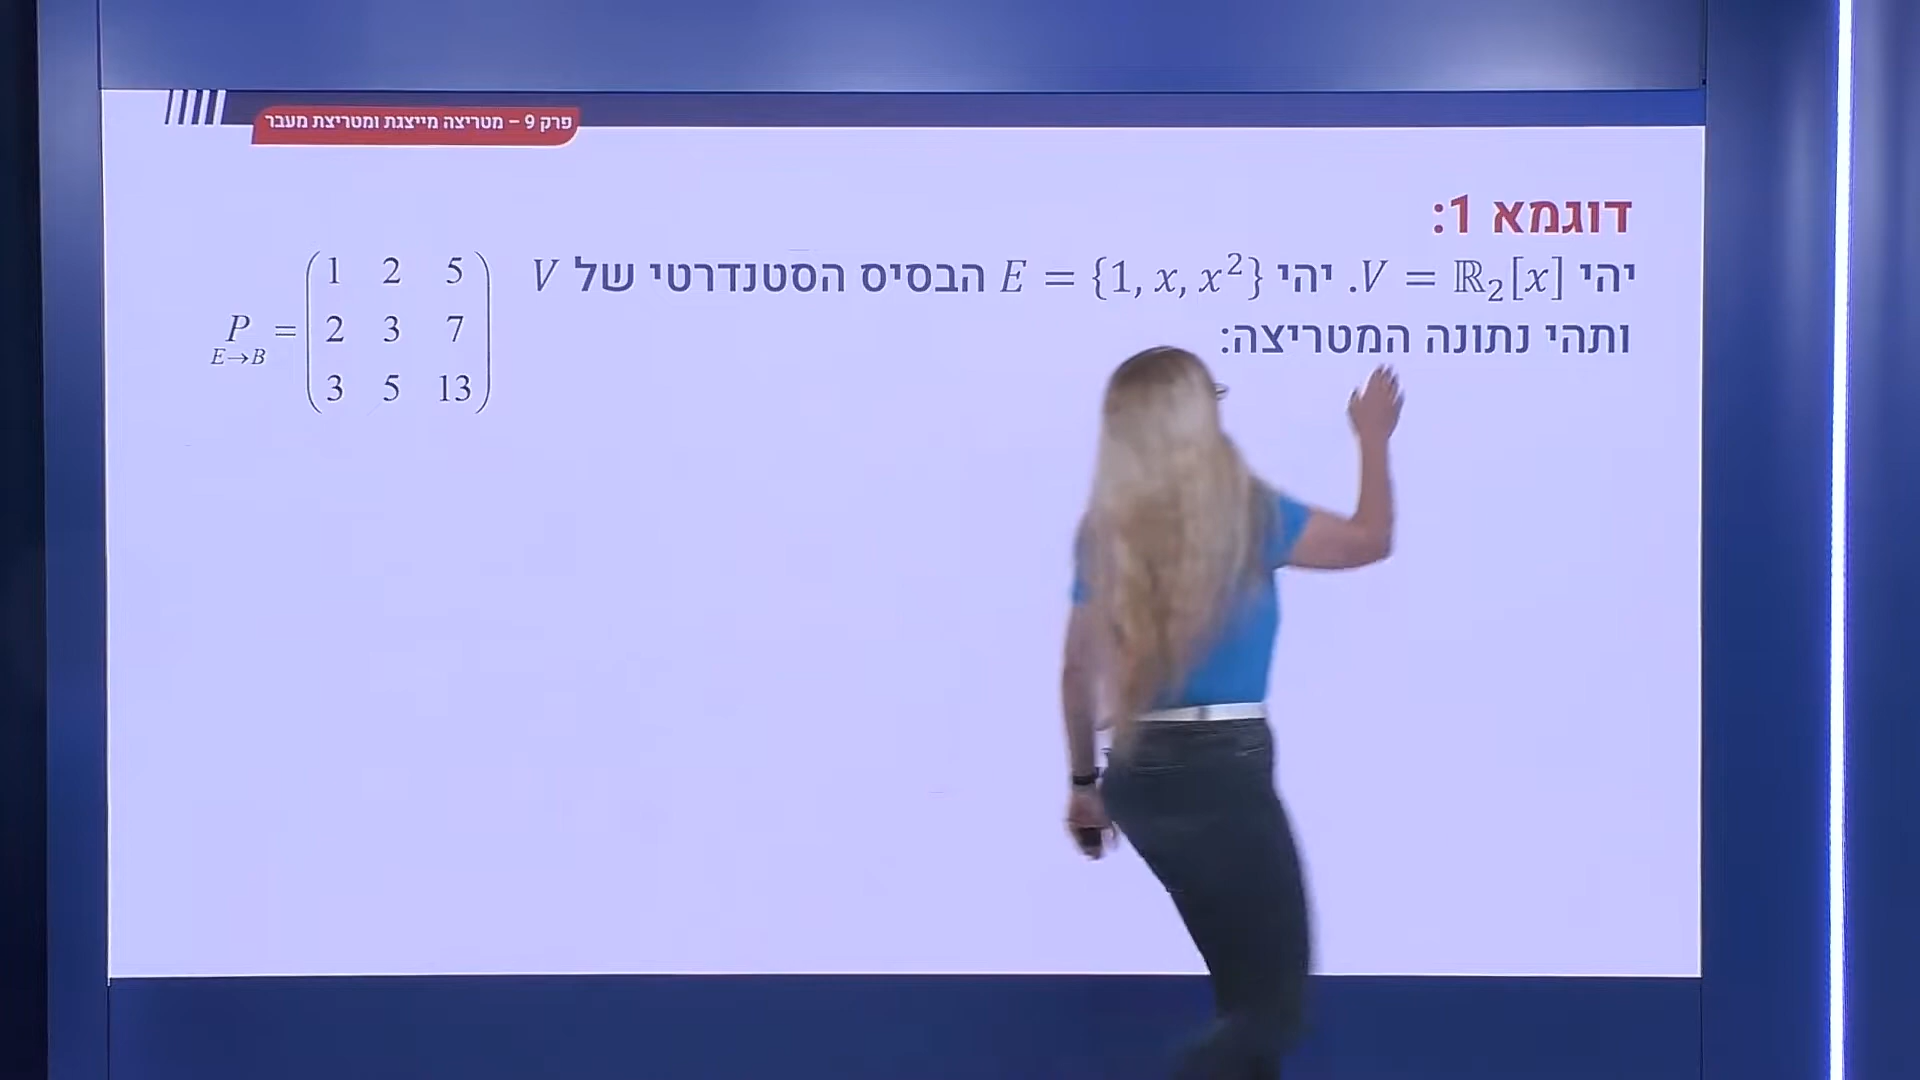 פרק 9 – מטריצה מייצגת ומטריצת מעבר
דוגמא 1:
יהי V = ℝ₂[x]. יהי E = {1, x, x²} הבסיס הסטנדרטי של V
ותהי נתונה המטריצה:
P E→B = ( 1 2 5
2 3 7
3 5 13 )